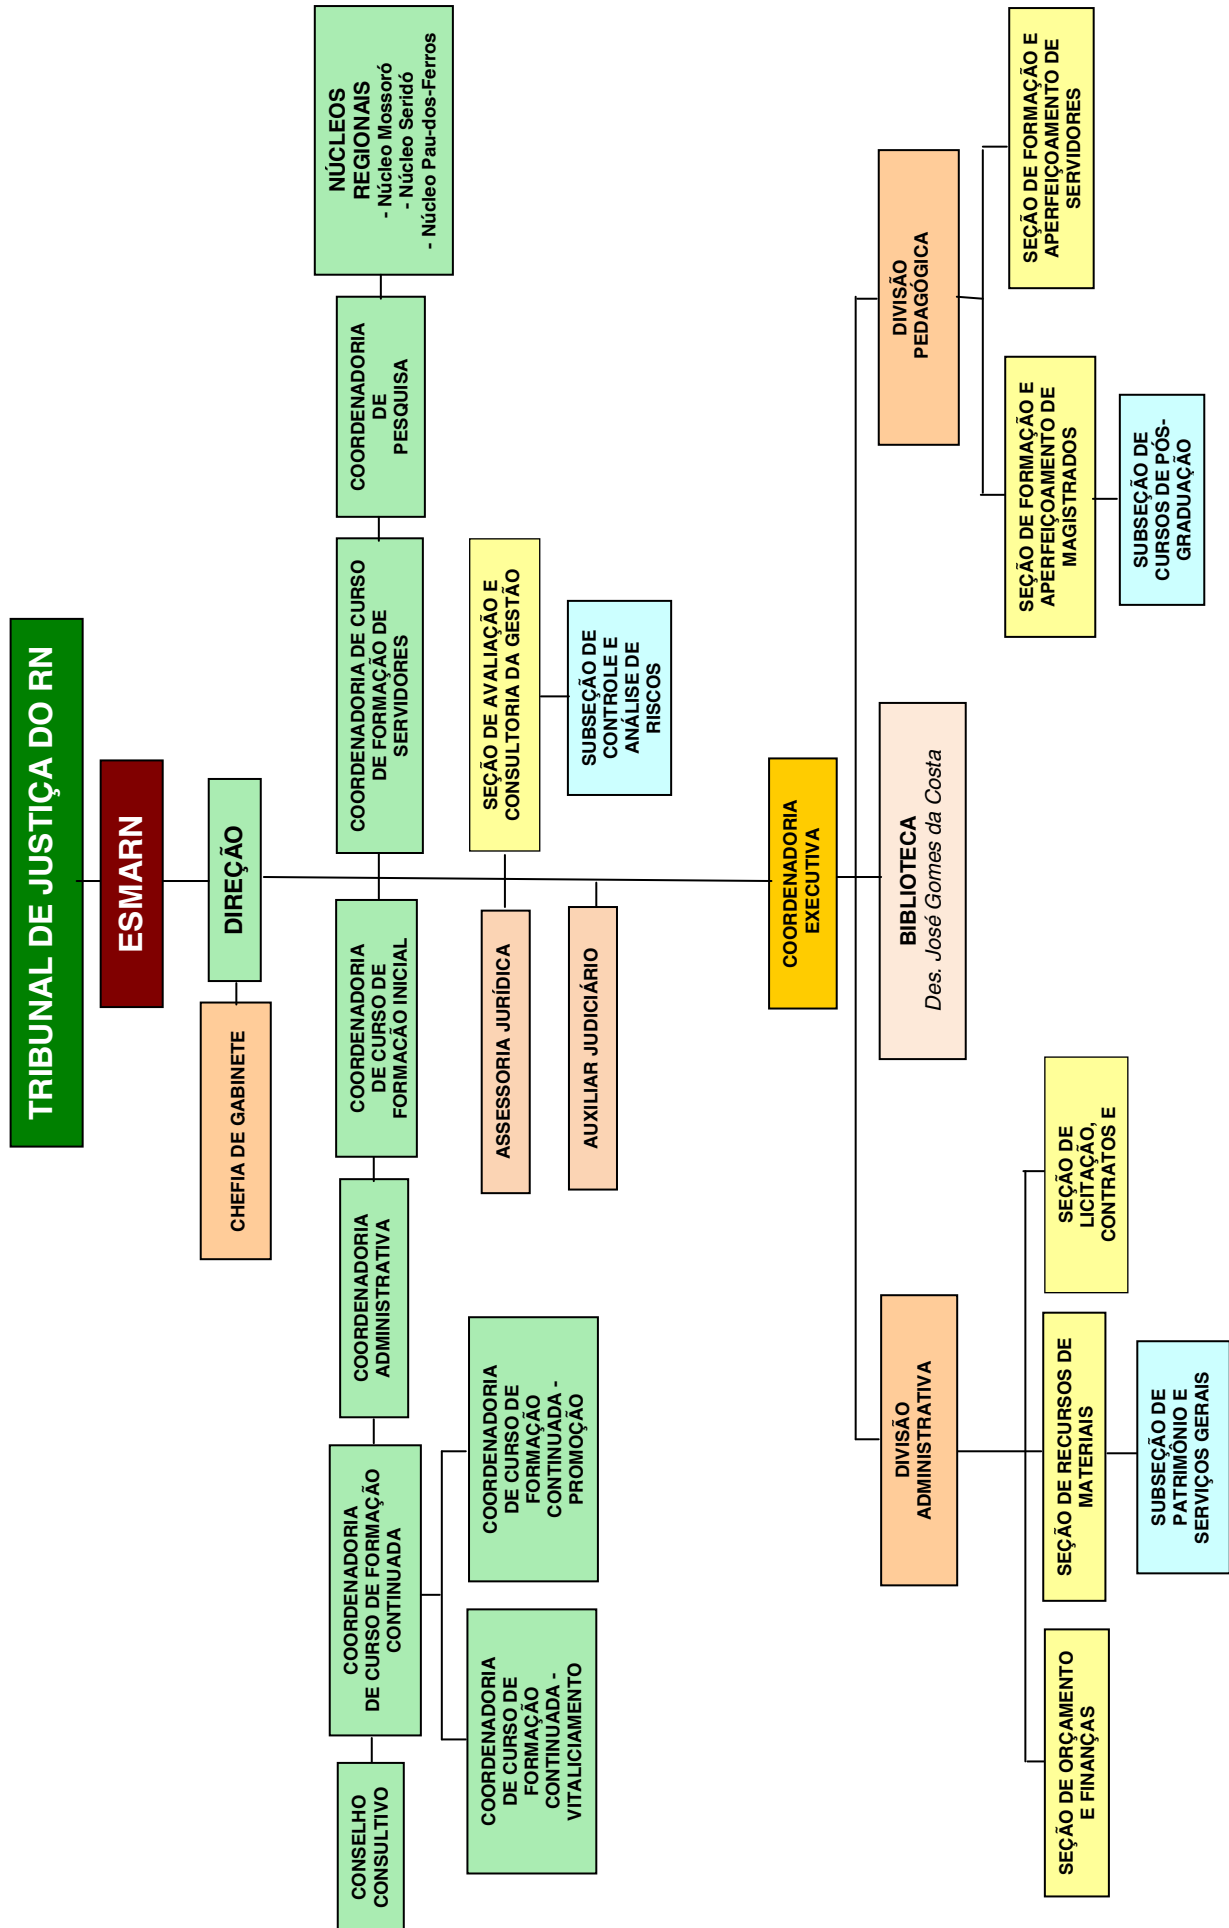 TRIBUNAL DE JUSTIÇA DO RN
ESMARN
DIREÇÃO
CHEFIA DE GABINETE
CONSELHO
CONSULTIVO
COORDENADORIA
DE CURSO DE FORMAÇÃO
CONTINUADA
COORDENADORIA
ADMINISTRATIVA
COORDENADORIA
DE CURSO DE
FORMAÇÃO INICIAL
COORDENADORIA DE CURSO
DE FORMAÇÃO DE
SERVIDORES
COORDENADORIA
DE
PESQUISA
NÚCLEOS
REGIONAIS
- Núcleo Mossoró
- Núcleo Seridó
- Núcleo Pau-dos-Ferros
COORDENADORIA
DE CURSO DE
FORMAÇÃO
CONTINUADA -
VITALICIAMENTO
COORDENADORIA
DE CURSO DE
FORMAÇÃO
CONTINUADA -
PROMOÇÃO
ASSESSORIA JURÍDICA
SEÇÃO DE AVALIAÇÃO E
CONSULTORIA DA GESTÃO
AUXILIAR JUDICIÁRIO
SUBSEÇÃO DE
CONTROLE E
ANÁLISE DE
RISCOS
COORDENADORIA
EXECUTIVA
DIVISÃO
ADMINISTRATIVA
BIBLIOTECA
Des. José Gomes da Costa
DIVISÃO
PEDAGÓGICA
SEÇÃO DE ORÇAMENTO
E FINANÇAS
SEÇÃO DE RECURSOS DE
MATERIAIS
SEÇÃO DE
LICITAÇÃO,
CONTRATOS E
SEÇÃO DE FORMAÇÃO E
APERFEIÇOAMENTO DE
MAGISTRADOS
SEÇÃO DE FORMAÇÃO E
APERFEIÇOAMENTO DE
SERVIDORES
SUBSEÇÃO DE
PATRIMÔNIO E
SERVIÇOS GERAIS
SUBSEÇÃO DE
CURSOS DE PÓS-
GRADUAÇÃO